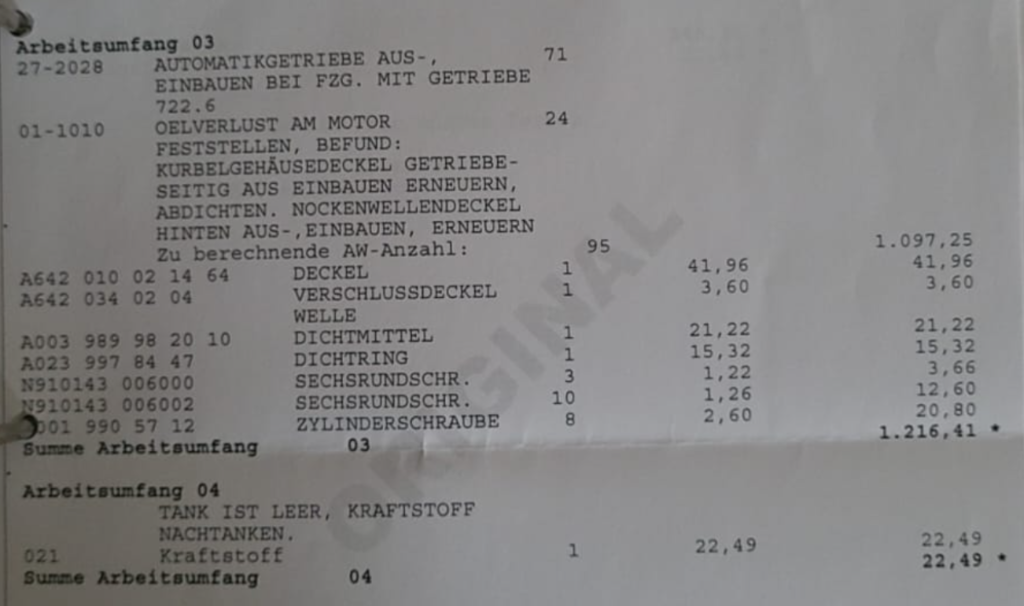 Arbeitsumfang 03
27-2028 AUTOMATIKGETRIEBE AUS-, 71
EINBAUEN BEI FZG. MIT GETRIEBE
722.6
01-1010 OELVERLUST AM MOTOR 24
FESTSTELLEN, BEFUND:
KURBELGEHÄUSEDECKEL GETRIEBE-
SEITIG AUS EINBAUEN ERNEUERN,
ABDICHTEN. NOCKENWELLENDECKEL
HINTEN AUS-,EINBAUEN, ERNEUERN
Zu berechnende AW-Anzahl: 95 1.097,25
A642 010 02 14 64 DECKEL 1 41,96 41,96
A642 034 02 04 VERSCHLUSSDECKEL 1 3,60 3,60
WELLE
A003 989 98 20 10 DICHTMITTEL 1 21,22 21,22
A023 997 84 47 DICHTRING 1 15,32 15,32
N910143 006000 SECHSRUNDSCHR. 3 1,22 3,66
N910143 006002 SECHSRUNDSCHR. 10 1,26 12,60
001 990 57 12 ZYLINDERSCHRAUBE 8 2,60 20,80
Summe Arbeitsumfang 03 1.216,41 *
Arbeitsumfang 04
TANK IST LEER, KRAFTSTOFF
NACHTANKEN.
021 Kraftstoff 1 22,49 22,49
Summe Arbeitsumfang 04 22,49 *
ORIGINAL